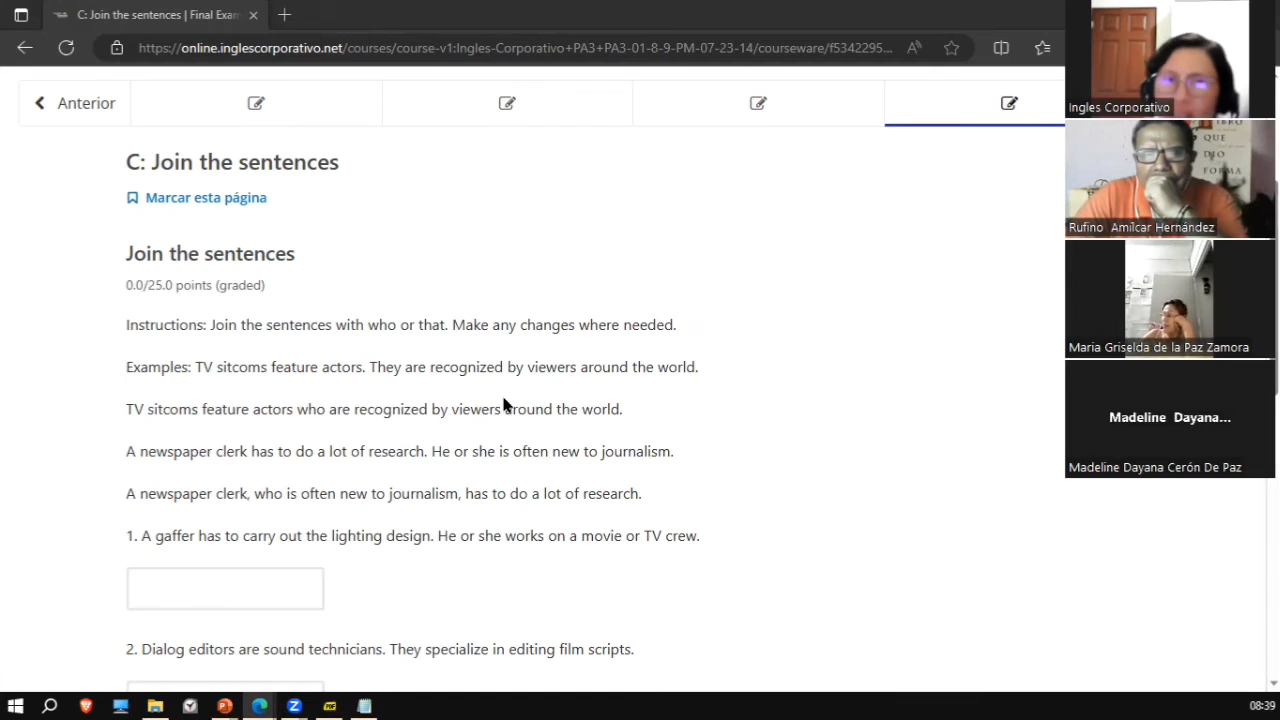 C: Join the sentences | Final Exam
https://online.inglescorporativo.net/courses/course-v1:Ingles-Corporativo+PA3+PA3-01-8-9-PM-07-23-14/courseware/f5342295...
Anterior
C: Join the sentences
Marcar esta página
Join the sentences
0.0/25.0 points (graded)
Instructions: Join the sentences with who or that. Make any changes where needed.
Examples: TV sitcoms feature actors. They are recognized by viewers around the world.
TV sitcoms feature actors who are recognized by viewers around the world.
A newspaper clerk has to do a lot of research. He or she is often new to journalism.
A newspaper clerk, who is often new to journalism, has to do a lot of research.
1. A gaffer has to carry out the lighting design. He or she works on a movie or TV crew.
2. Dialog editors are sound technicians. They specialize in editing film scripts.
Ingles Corporativo
QUE
DIO
FORMA
Rufino Amílcar Hernández
Maria Griselda de la Paz Zamora
Madeline Dayana...
Madeline Dayana Cerón De Paz
08:39